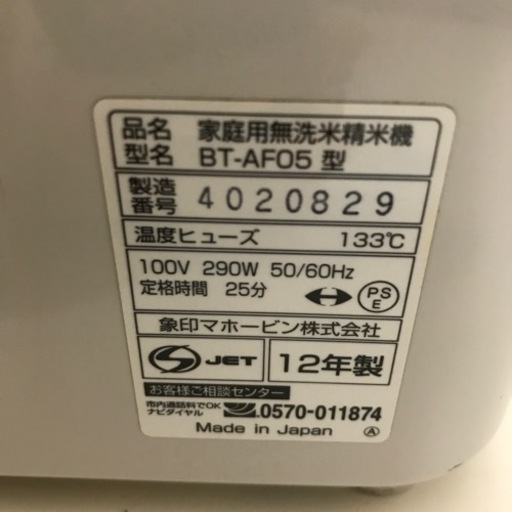 品名 家庭用無洗米精米機
型名 BT-AF05 型
製造番号 4020829
温度ヒューズ 133℃
100V 290W 50/60Hz
定格時間 25分
PS E
象印マホービン株式会社
S JET 12年製
お客様ご相談センター
市内通話料でOK
ナビダイヤル 0570-011874
Made in Japan A